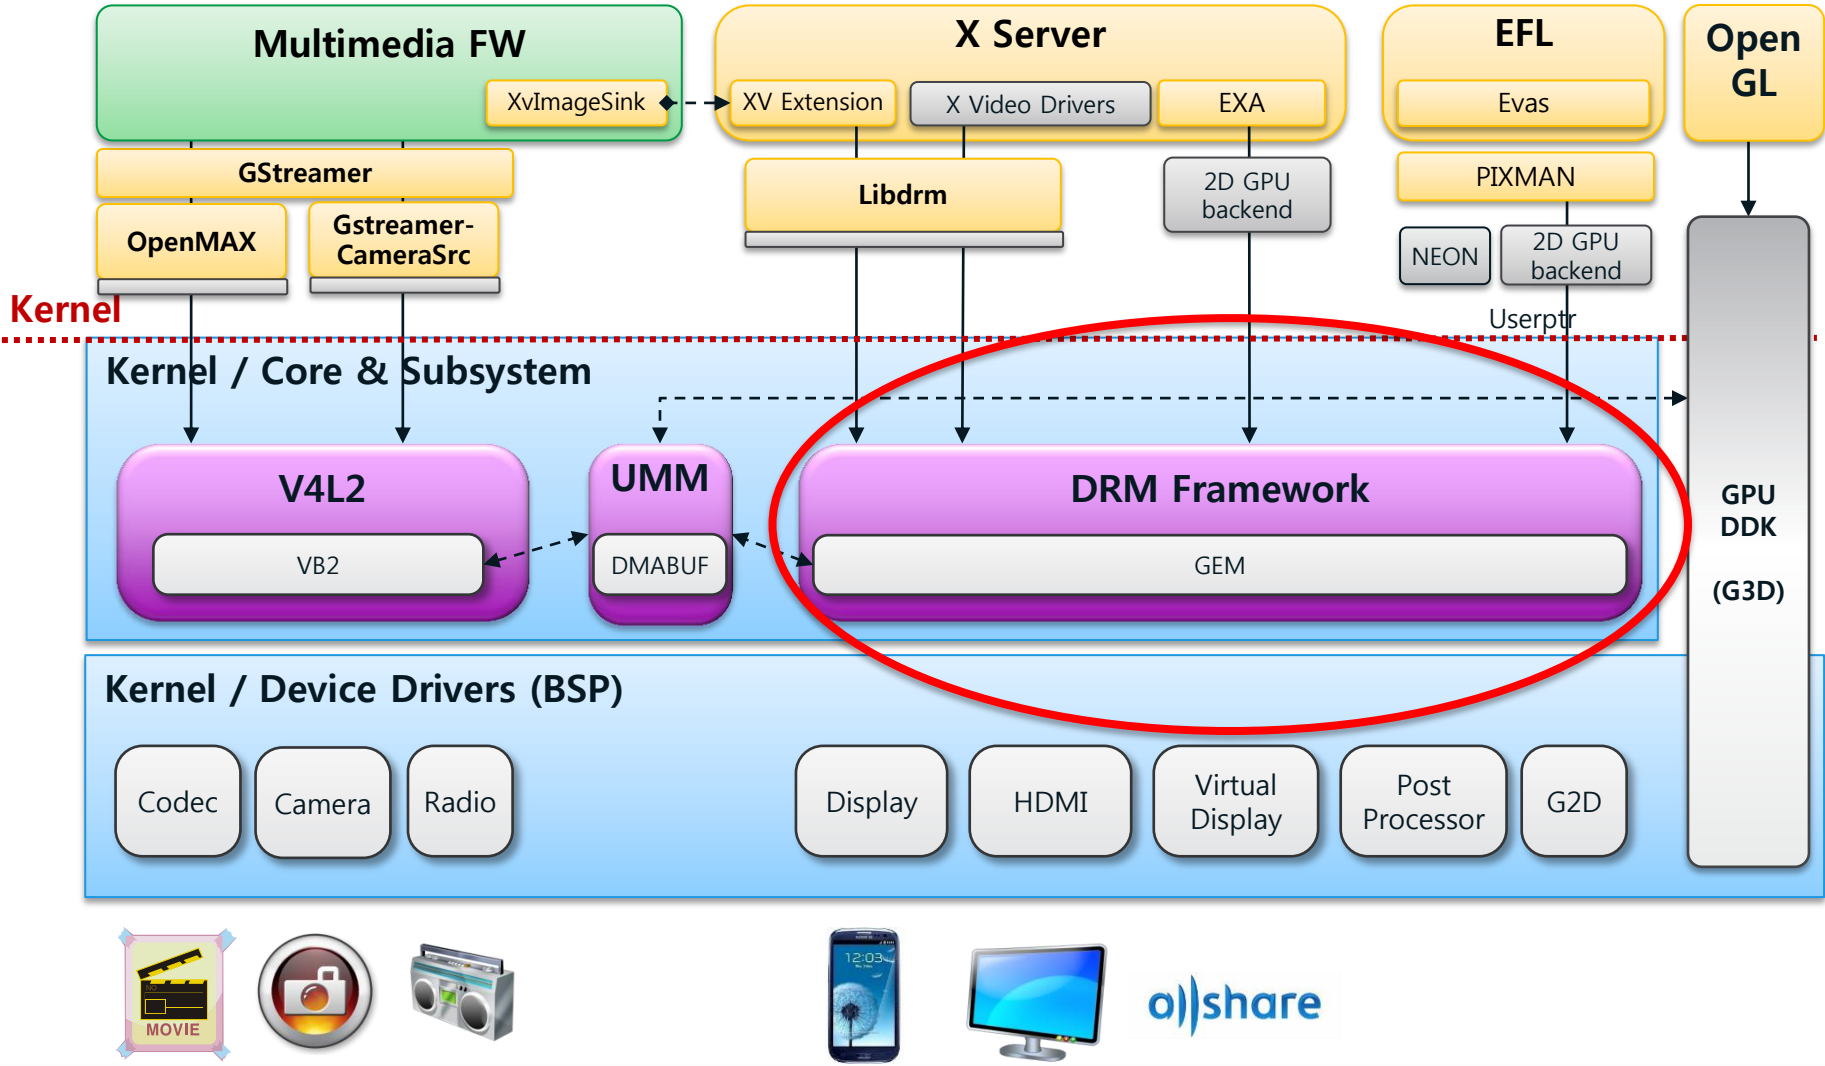 Multimedia FW
XvImageSink
X Server
XV Extension
X Video Drivers
EXA
EFL
Evas
Open
GL
GStreamer
OpenMAX
Gstreamer-
CameraSrc
Libdrm
2D GPU
backend
PIXMAN
NEON
2D GPU
backend
Userptr
Kernel
Kernel / Core & Subsystem
V4L2
VB2
UMM
DMABUF
DRM Framework
GEM
GPU
DDK
(G3D)
Kernel / Device Drivers (BSP)
Codec
Camera
Radio
Display
HDMI
Virtual
Display
Post
Processor
G2D
NO
MOVIE
12:03
allshare